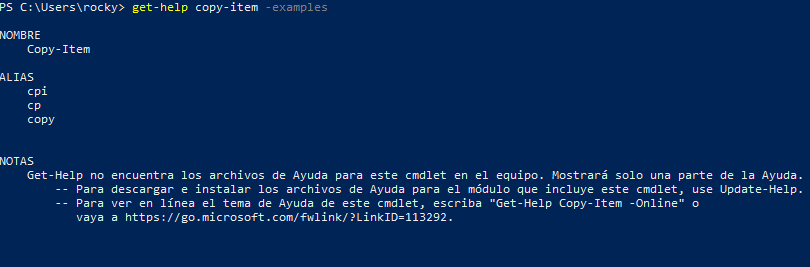 PS C:\Users\rocky> get-help copy-item -examples
NOMBRE
Copy-Item
ALIAS
cpi
cp
copy
NOTAS
Get-Help no encuentra los archivos de Ayuda para este cmdlet en el equipo. Mostrará solo una parte de la Ayuda.
-- Para descargar e instalar los archivos de Ayuda para el módulo que incluye este cmdlet, use Update-Help.
-- Para ver en línea el tema de Ayuda de este cmdlet, escriba "Get-Help Copy-Item -Online" o
vaya a https://go.microsoft.com/fwlink/?LinkID=113292.